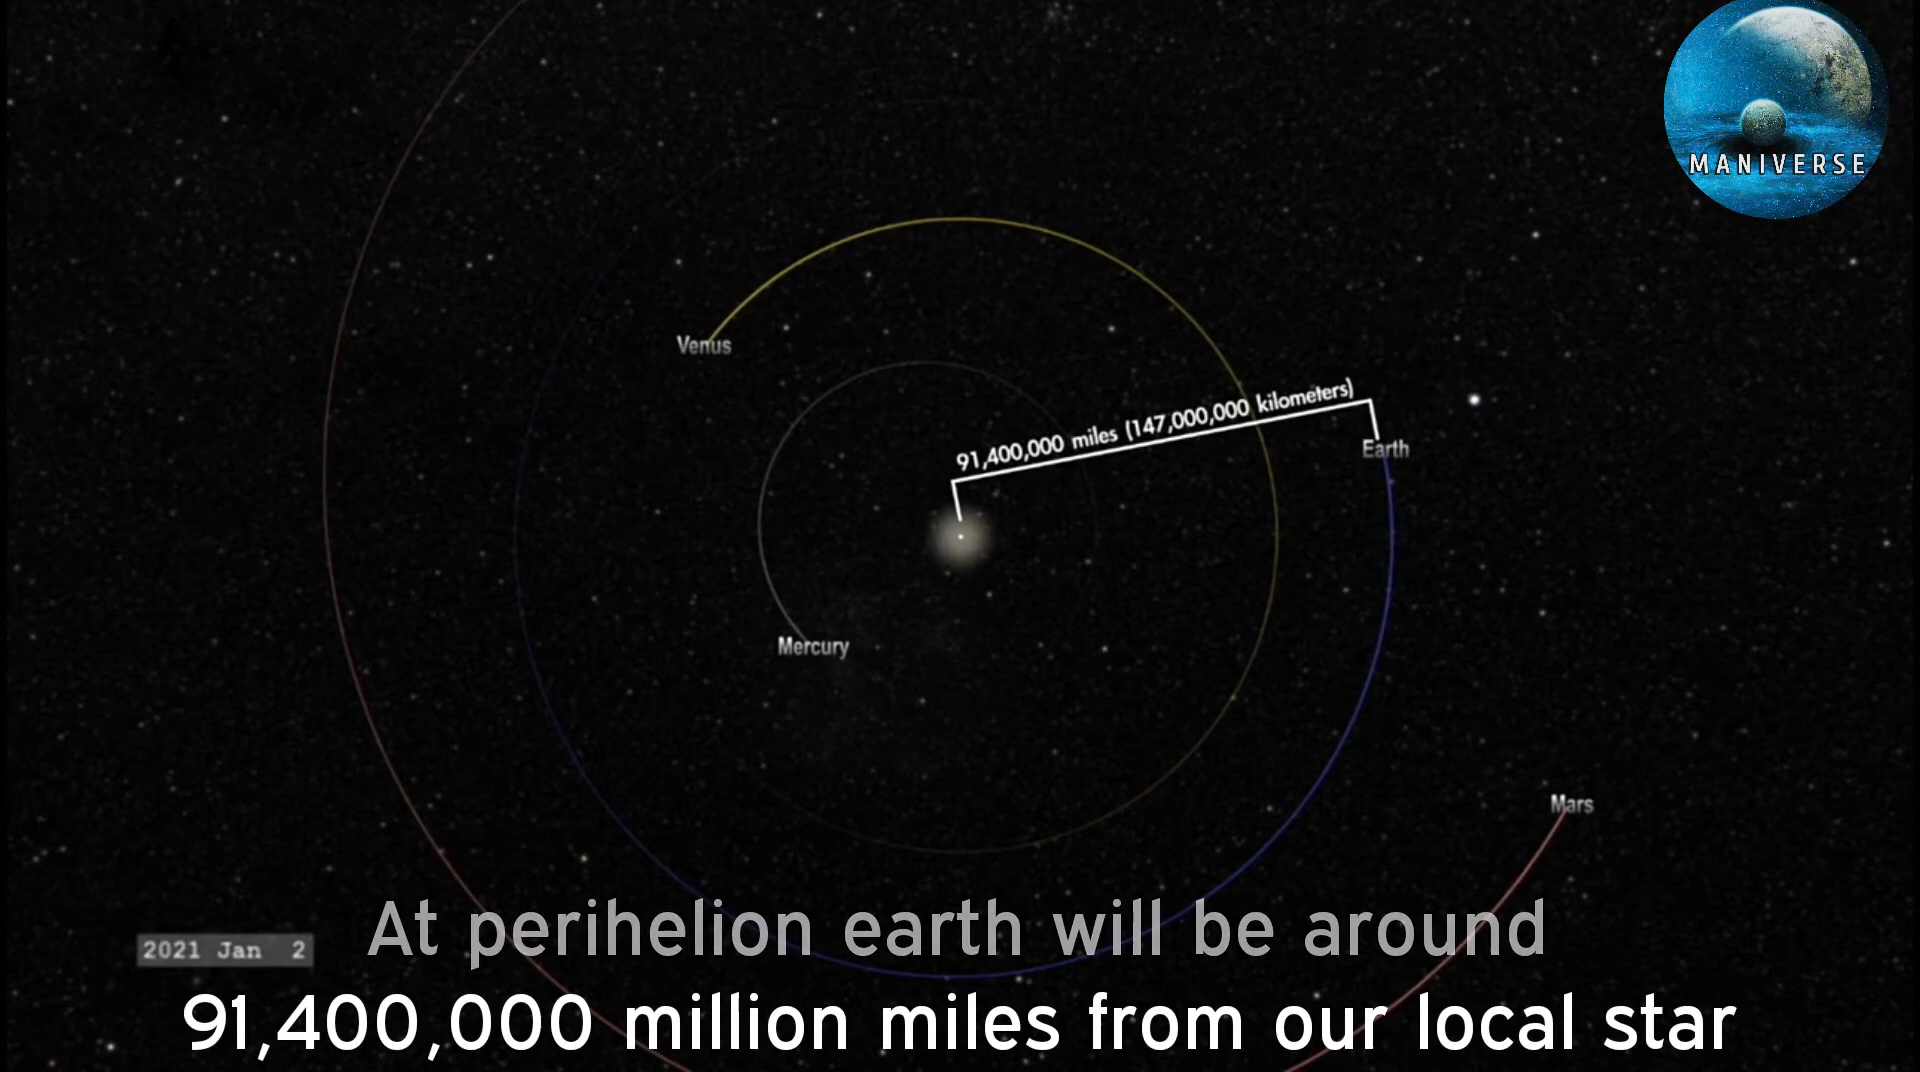 MANIVERSE
Venus
91,400,000 miles (147,000,000 kilometers)
Earth
Mercury
Mars
2021 Jan 2
At perihelion earth will be around
91,400,000 million miles from our local star